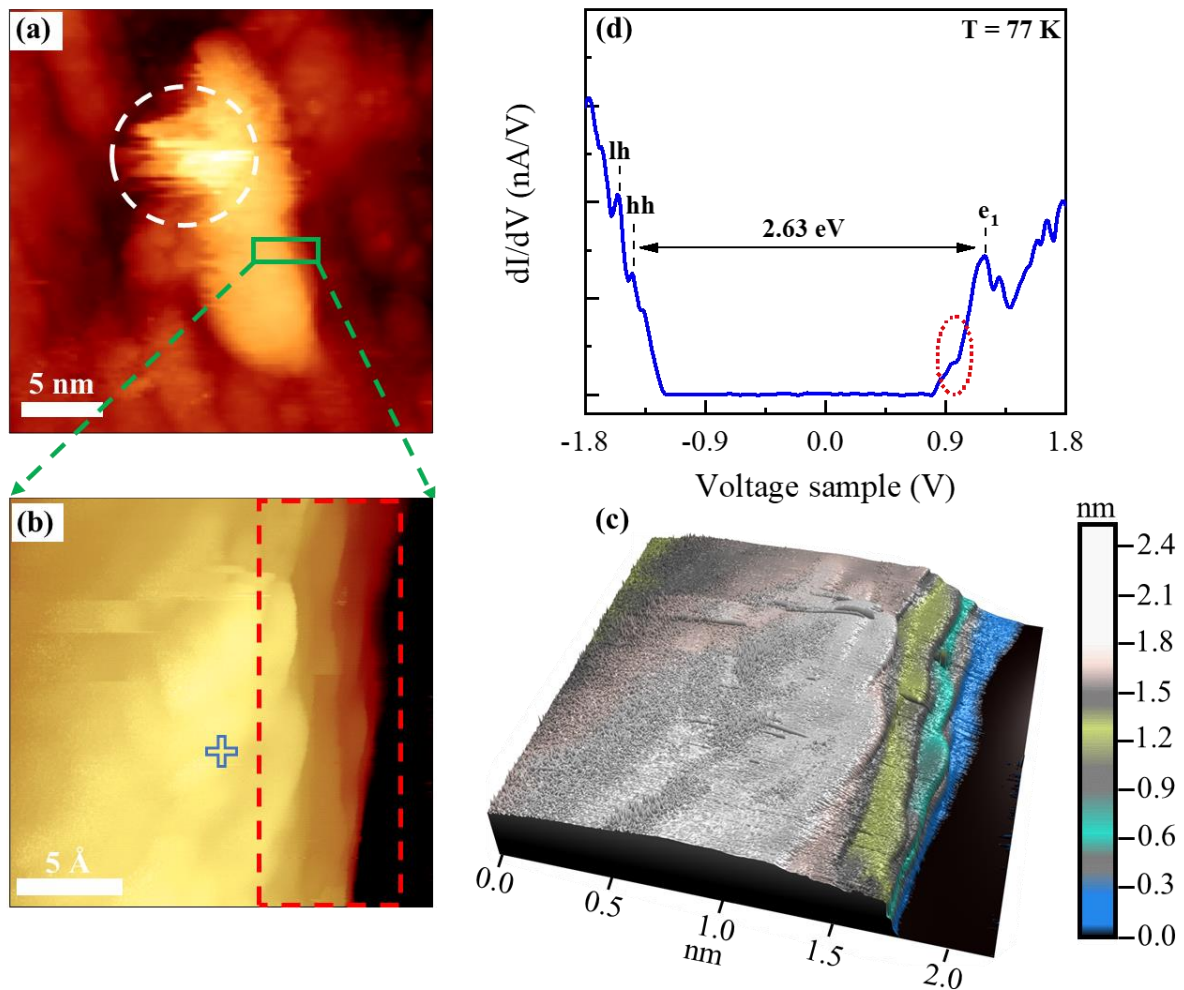 (a)
5 nm
(d)
T = 77 K
dI/dV (nA/V)
lh
hh
2.63 eV
e₁
-1.8
-0.9
0.0
0.9
1.8
Voltage sample (V)
(b)
5 Å
(c)
0.0
0.5
1.0
1.5
2.0
nm
nm
2.4
2.1
1.8
1.5
1.2
0.9
0.6
0.3
0.0